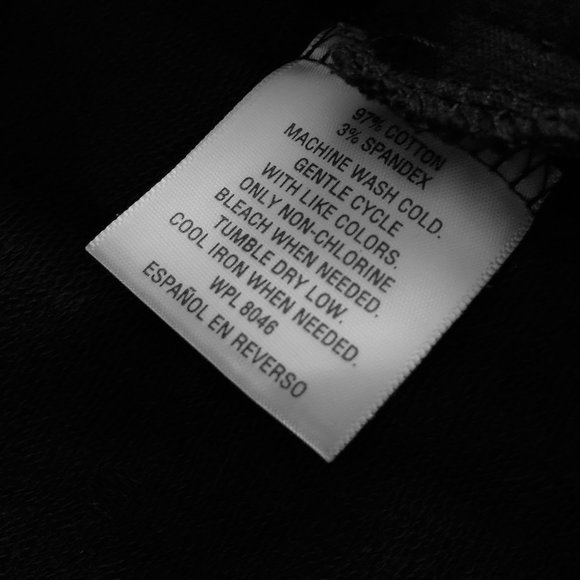 97% COTTON
3% SPANDEX
MACHINE WASH COLD.
GENTLE CYCLE
WITH LIKE COLORS.
ONLY NON-CHLORINE
BLEACH WHEN NEEDED.
TUMBLE DRY LOW.
COOL IRON WHEN NEEDED.
WPL 8046
ESPAÑOL EN REVERSO